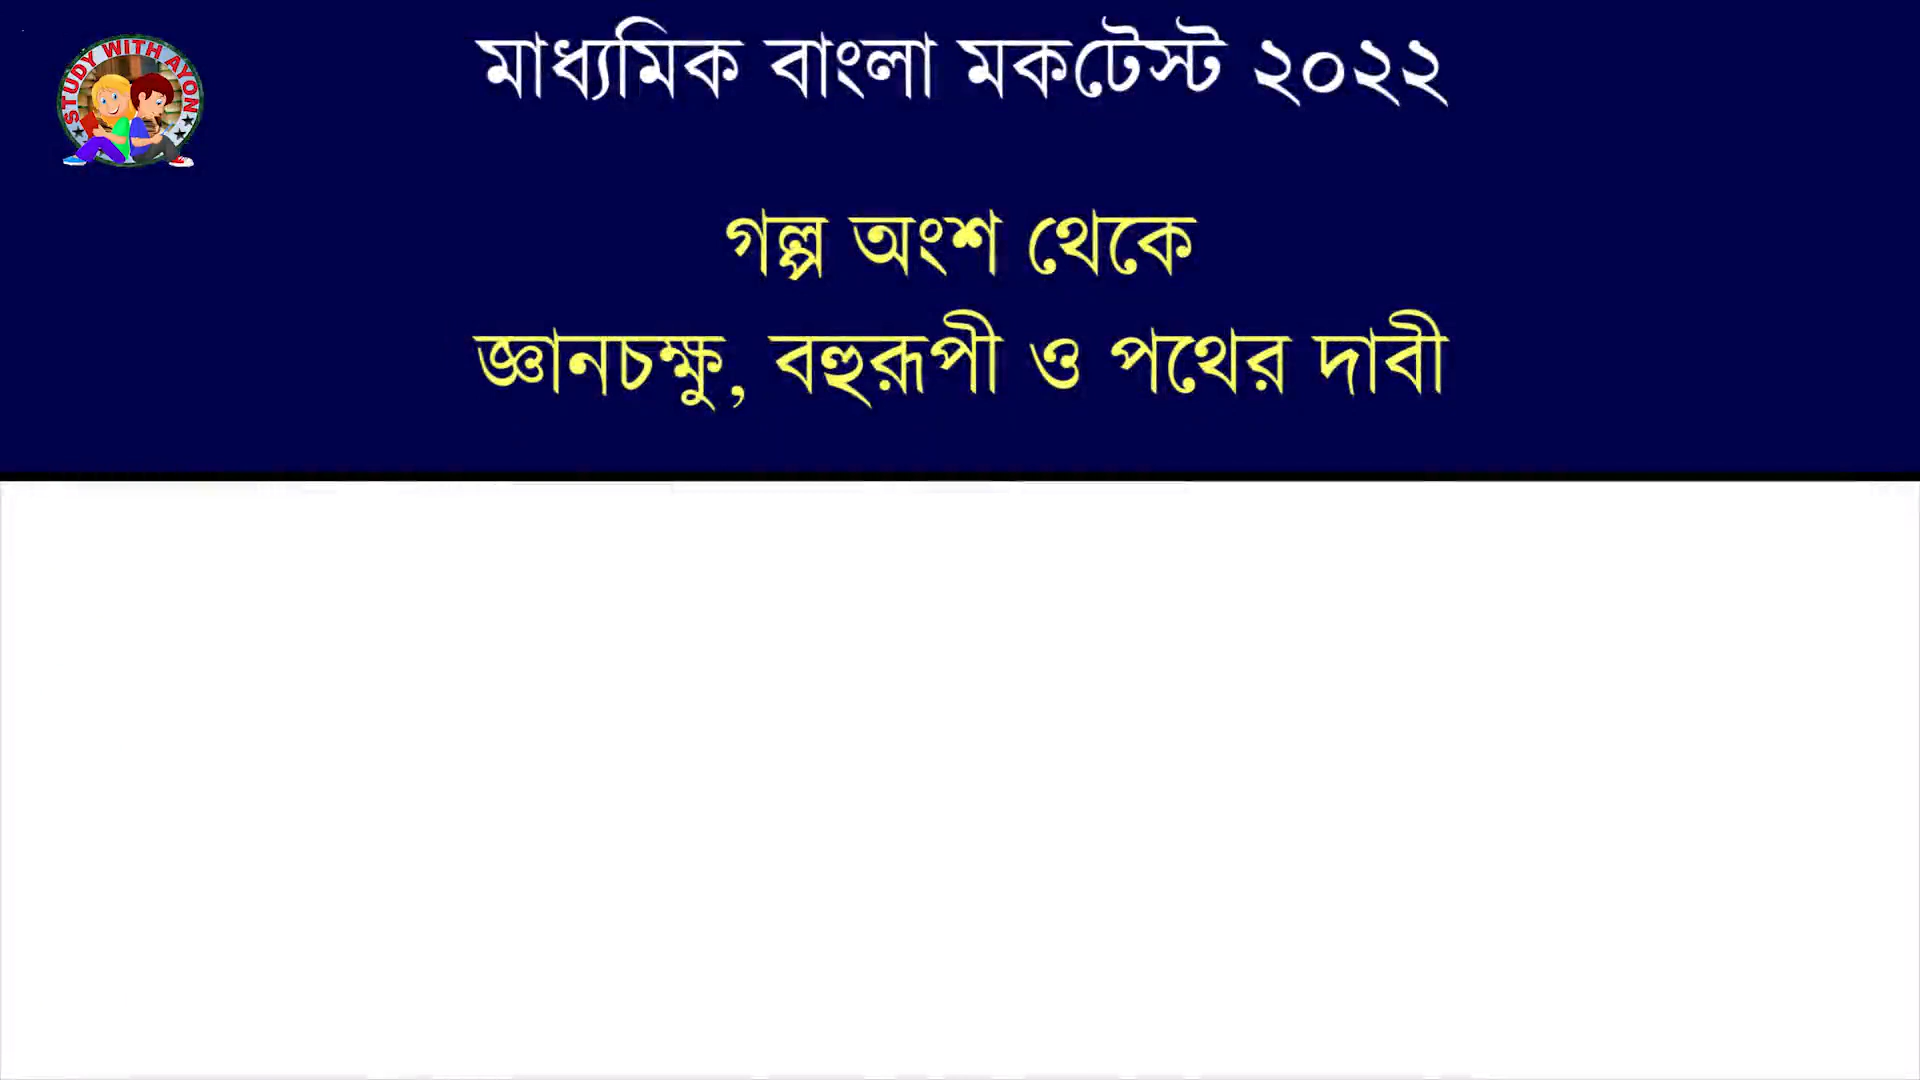 STUDY WITH AYON
মাধ্যমিক বাংলা মকটেস্ট ২০২২
গল্প অংশ থেকে
জ্ঞানচক্ষু, বহুরূপী ও পথের দাবী